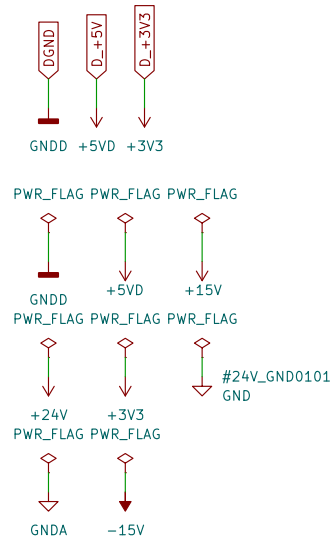 DGND D_+5V D_+3V3
GNDD +5VD +3V3
PWR_FLAG PWR_FLAG PWR_FLAG
GNDD +5VD +15V
PWR_FLAG PWR_FLAG PWR_FLAG
#24V_GND0101
+24V +3V3 GND
PWR_FLAG PWR_FLAG
GNDA -15V